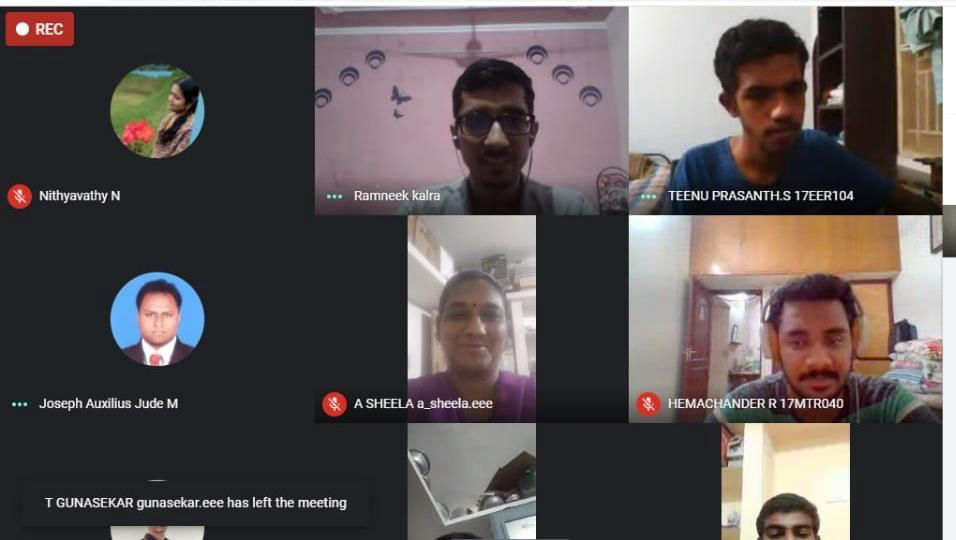 REC
Nithyavathy N
Ramneek kalra
TEENU PRASANTH.S 17EER104
Joseph Auxilius Jude M
A SHEELA a_sheela.eee
HEMACHANDER R 17MTR040
T GUNASEKAR gunasekar.eee has left the meeting